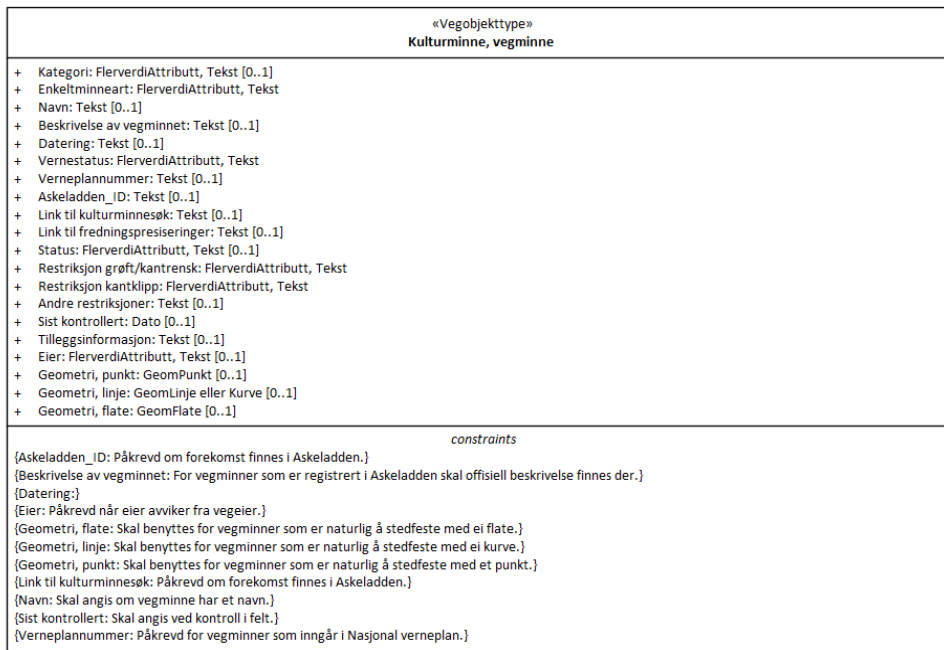 «Vegobjekttype»
Kulturminne, vegminne
+ Kategori: FlerverdiAttributt, Tekst [0..1]
+ Enkeltminneart: FlerverdiAttributt, Tekst
+ Navn: Tekst [0..1]
+ Beskrivelse av vegminnet: Tekst [0..1]
+ Datering: Tekst [0..1]
+ Vernestatus: FlerverdiAttributt, Tekst
+ Verneplannummer: Tekst [0..1]
+ Askeladden_ID: Tekst [0..1]
+ Link til kulturminnesøk: Tekst [0..1]
+ Link til fredningspresiseringer: Tekst [0..1]
+ Status: FlerverdiAttributt, Tekst [0..1]
+ Restriksjon grøft/kantrensk: FlerverdiAttributt, Tekst
+ Restriksjon kantklipp: FlerverdiAttributt, Tekst
+ Andre restriksjoner: Tekst [0..1]
+ Sist kontrollert: Dato [0..1]
+ Tilleggsinformasjon: Tekst [0..1]
+ Eier: FlerverdiAttributt, Tekst [0..1]
+ Geometri, punkt: GeomPunkt [0..1]
+ Geometri, linje: GeomLinje eller Kurve [0..1]
+ Geometri, flate: GeomFlate [0..1]
constraints
{Askeladden_ID: Påkrevd om forekomst finnes i Askeladden.}
{Beskrivelse av vegminnet: For vegminner som er registrert i Askeladden skal offisiell beskrivelse finnes der.}
{Datering:}
{Eier: Påkrevd når eier avviker fra vegeier.}
{Geometri, flate: Skal benyttes for vegminner som er naturlig å stedfeste med ei flate.}
{Geometri, linje: Skal benyttes for vegminner som er naturlig å stedfeste med ei kurve.}
{Geometri, punkt: Skal benyttes for vegminner som er naturlig å stedfeste med et punkt.}
{Link til kulturminnesøk: Påkrevd om forekomst finnes i Askeladden.}
{Navn: Skal angis om vegminne har et navn.}
{Sist kontrollert: Skal angis ved kontroll i felt.}
{Verneplannummer: Påkrevd for vegminner som inngår i Nasjonal verneplan.}